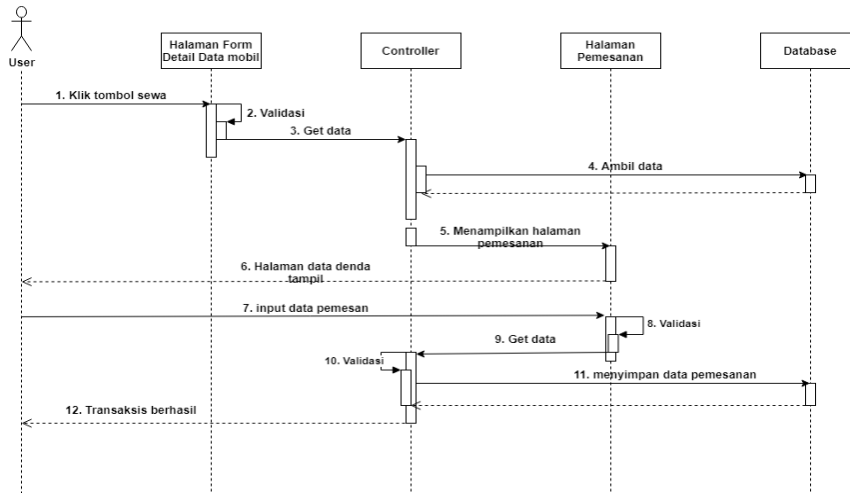 User
Halaman Form
Detail Data mobil
Controller
Halaman
Pemesanan
Database
1. Klik tombol sewa
2. Validasi
3. Get data
4. Ambil data
5. Menampilkan halaman
pemesanan
6. Halaman data denda
tampil
7. input data pemesan
8. Validasi
9. Get data
10. Validasi
11. menyimpan data pemesanan
12. Transaksis berhasil